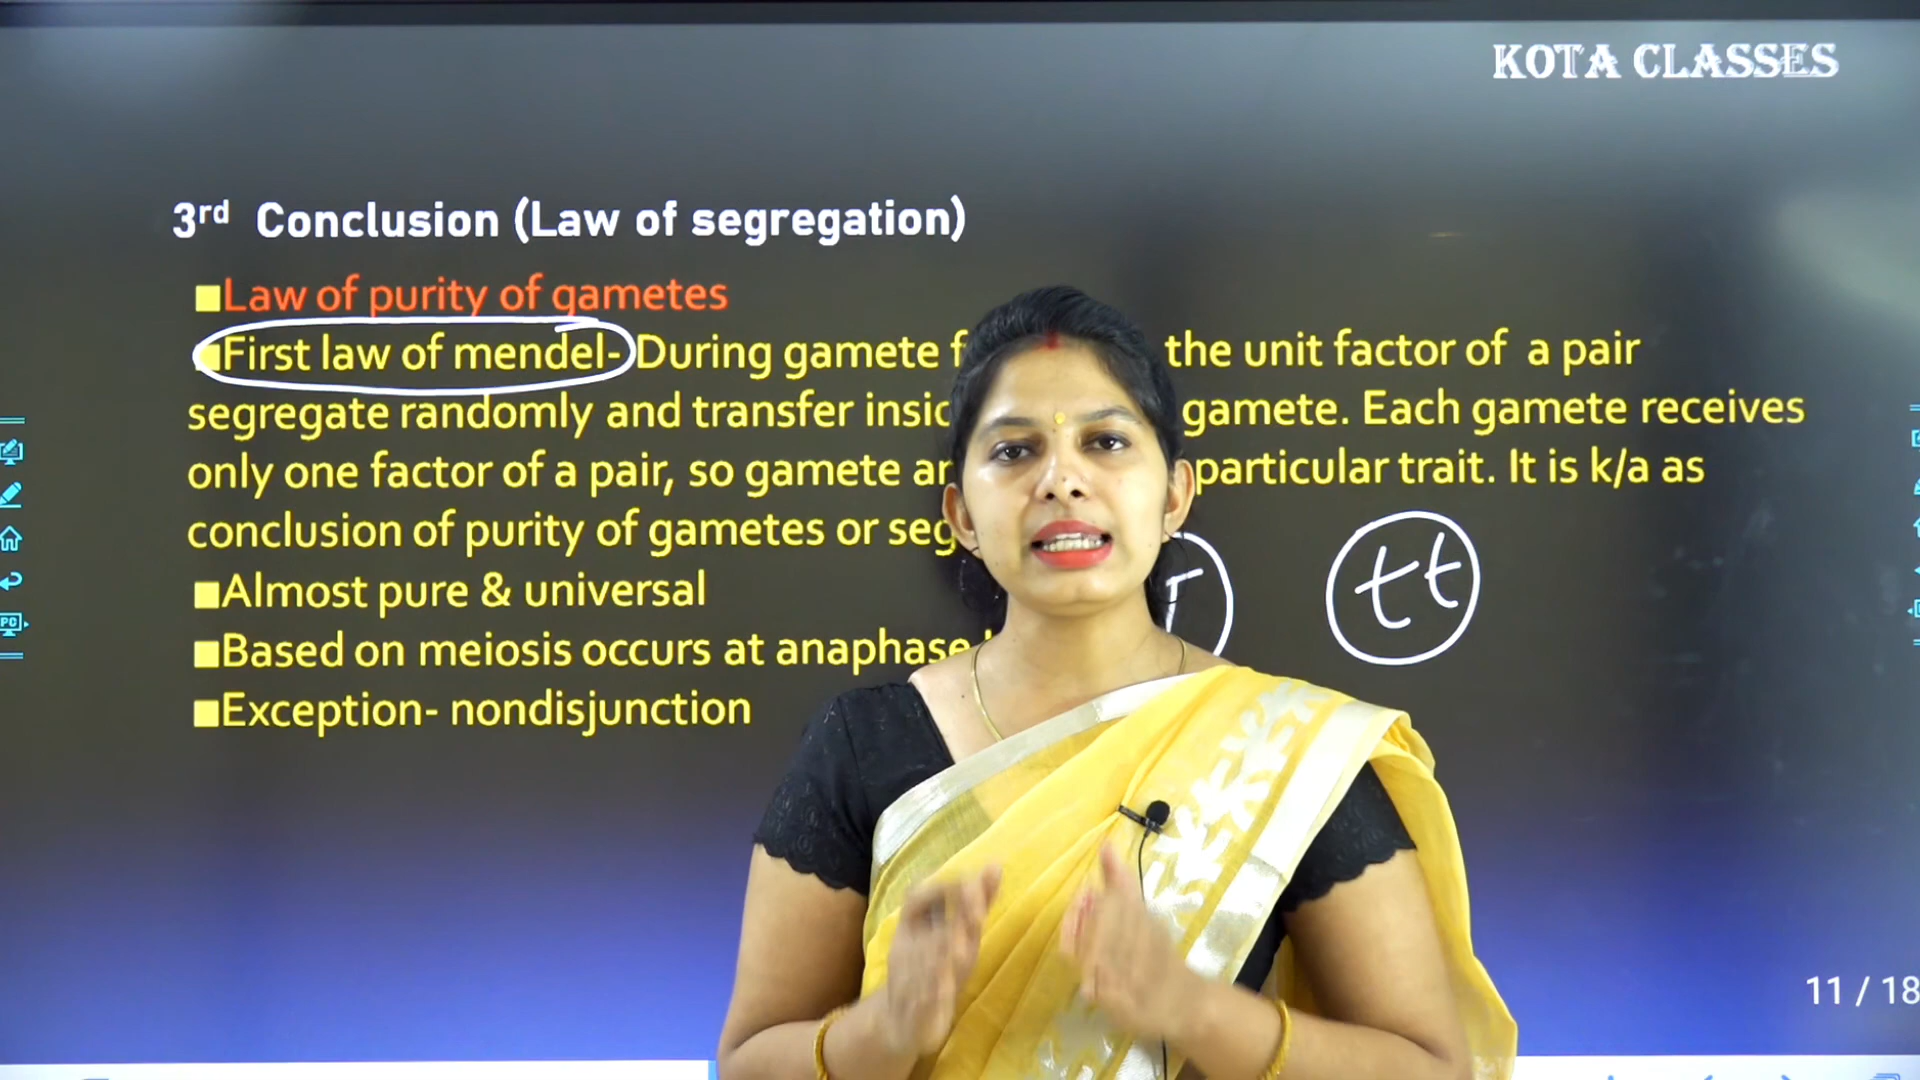 KOTA CLASSES
3rd Conclusion (Law of segregation)
Law of purity of gametes
First law of mendel- During gamete the unit factor of a pair
segregate randomly and transfer gamete. Each gamete receives
only one factor of a pair, so gamete particular trait. It is k/a as
conclusion of purity of gametes or
tt
Almost pure & universal
Based on meiosis occurs at anaphase
Exception- nondisjunction
PC
11 / 18